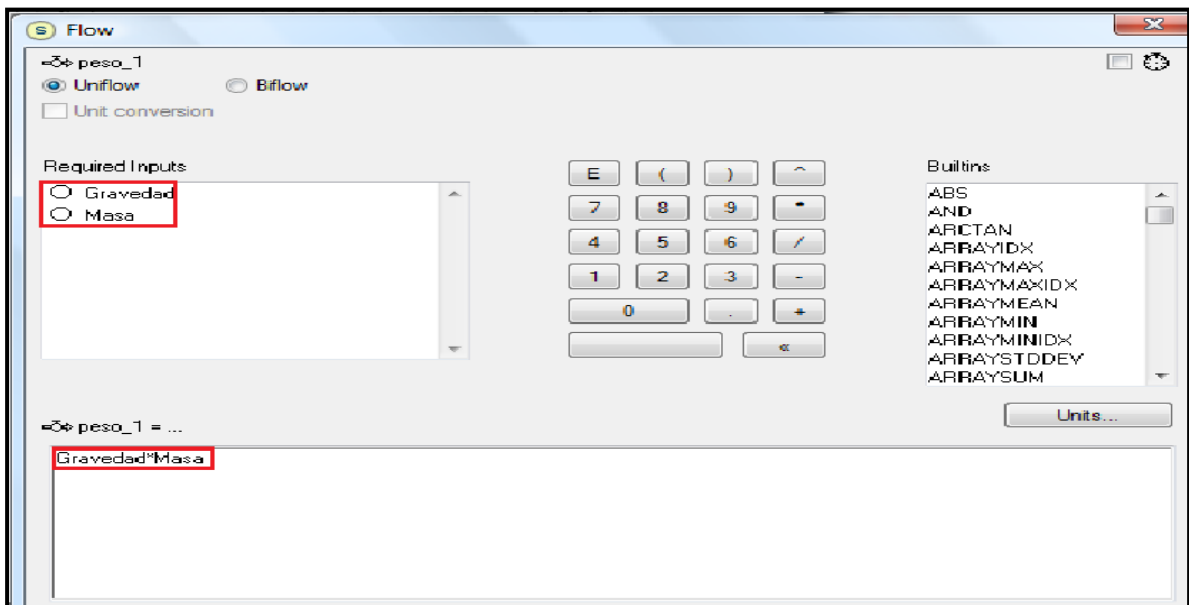 S Flow
peso_1
Uniflow Biflow
Unit conversion
Required Inputs
Gravedad
Masa
E ( ) ^
7 8 9 *
4 5 6 /
1 2 3 -
0 . +
«
Builtins
ABS
AND
ARCTAN
ARRAYIDX
ARRAYMAX
ARRAYMAXIDX
ARRAYMEAN
ARRAYMIN
ARRAYMINIDX
ARRAYSTDDEV
ARRAYSUM
Units...
peso_1 = ...
Gravedad*Masa